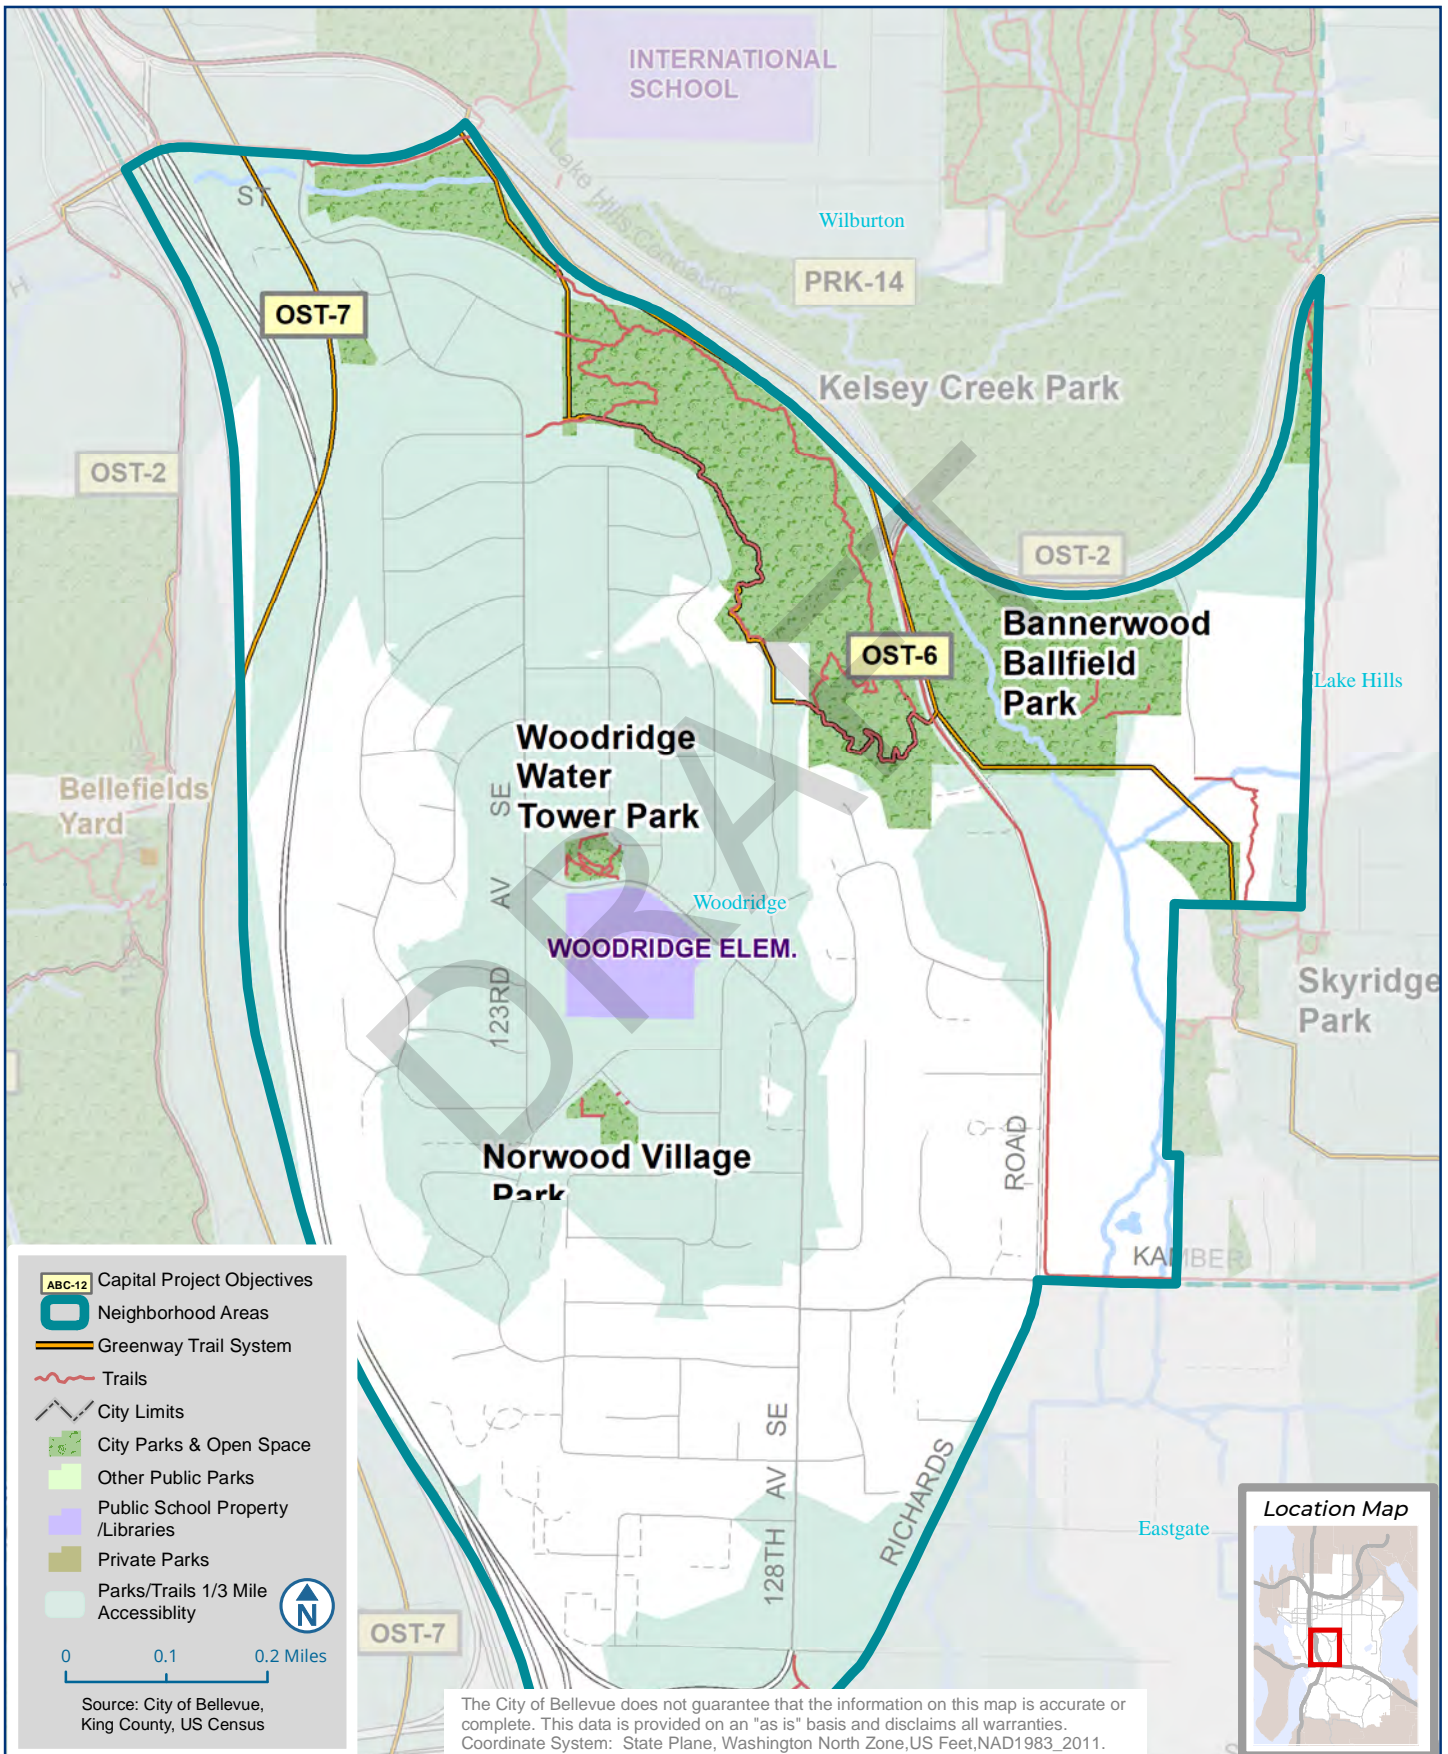 INTERNATIONAL
SCHOOL
Lake Hills Connector
Wilburton
ST
PRK-14
OST-7
H
Kelsey Creek Park
OST-2
OST-2
Bannerwood
Ballfield
Park
OST-6
Lake Hills
Woodridge
Water
Tower Park
Bellefields
Yard
123RD AV SE
Woodridge
WOODRIDGE ELEM.
Skyridge
Park
DRAFT
Norwood Village
Park
ROAD
KAMBER
ABC-12 Capital Project Objectives
Neighborhood Areas
Greenway Trail System
Trails
City Limits
City Parks & Open Space
Other Public Parks
Public School Property
/Libraries
Private Parks
Parks/Trails 1/3 Mile
Accessiblity
N
0 0.1 0.2 Miles
Source: City of Bellevue,
King County, US Census
128TH AV SE
RICHARDS
Eastgate
OST-7
Location Map
The City of Bellevue does not guarantee that the information on this map is accurate or
complete. This data is provided on an "as is" basis and disclaims all warranties.
Coordinate System: State Plane, Washington North Zone,US Feet,NAD1983_2011.